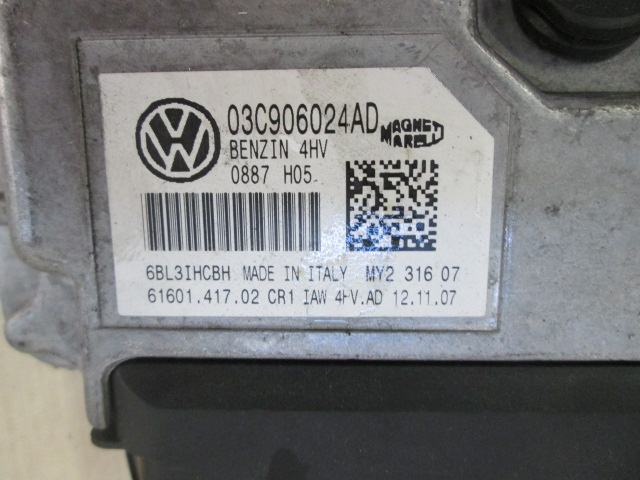 03C906024AD
MAGNETI
MARELLI
BENZIN 4HV
0887 H05
6BL3IHCBH MADE IN ITALY MY2 316 07
61601.417.02 CR1 IAW 4HV.AD 12.11.07